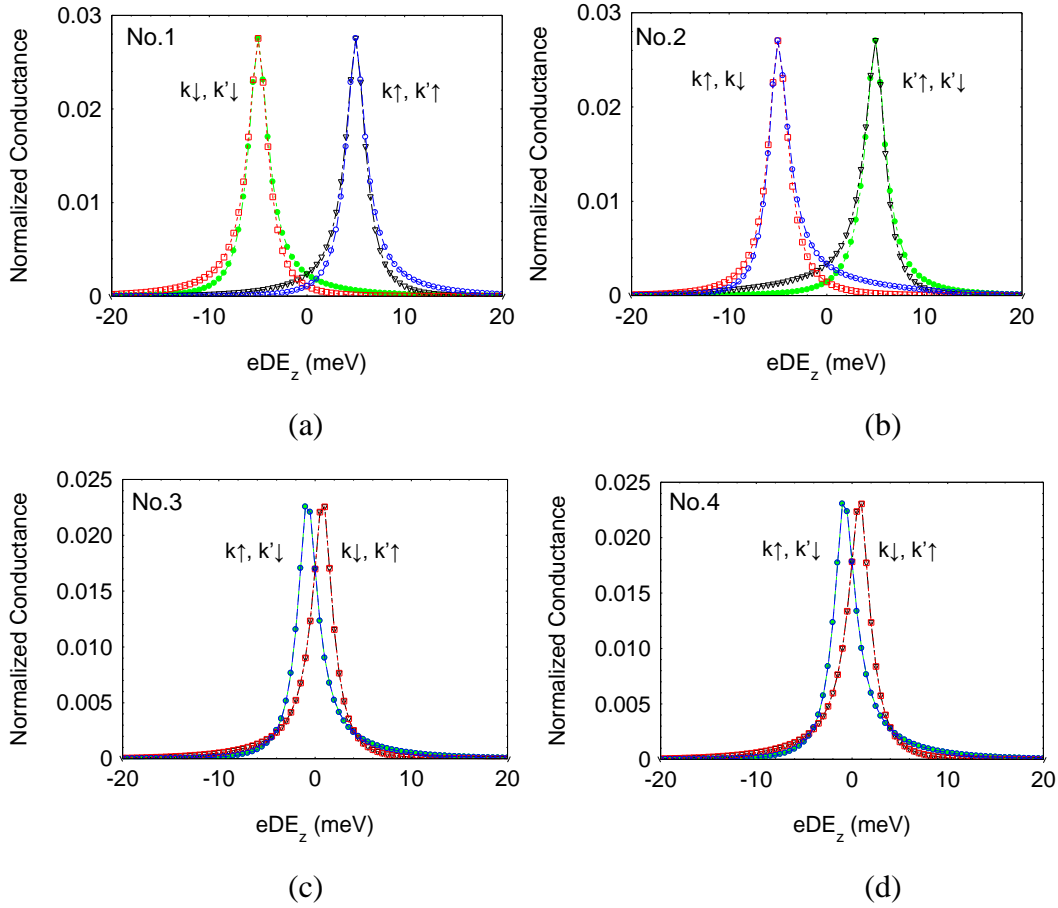 No.1
k↓, k'↓
k↑, k'↑
Normalized Conductance
0.03
0.02
0.01
0
-20
-10
0
10
20
eDE_z (meV)
(a)
No.2
k↑, k↓
k'↑, k'↓
Normalized Conductance
0.03
0.02
0.01
0
-20
-10
0
10
20
eDE_z (meV)
(b)
No.3
k↑, k'↓
k↓, k'↑
Normalized Conductance
0.025
0.020
0.015
0.010
0.005
0
-20
-10
0
10
20
eDE_z (meV)
(c)
No.4
k↑, k'↓
k↓, k'↑
Normalized Conductance
0.025
0.020
0.015
0.010
0.005
0
-20
-10
0
10
20
eDE_z (meV)
(d)